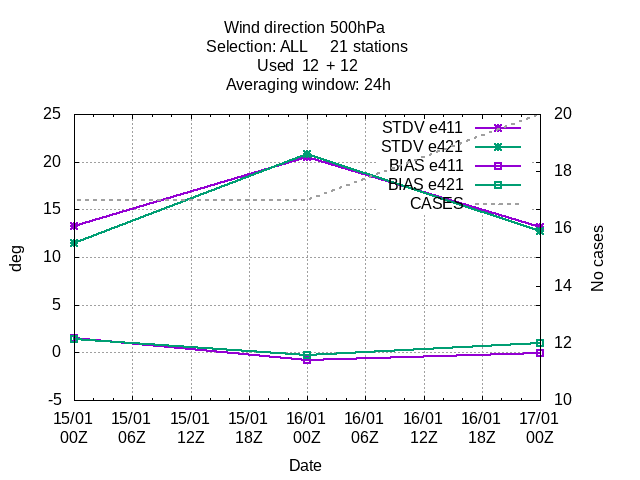 Wind direction 500hPa
Selection: ALL 21 stations
Used 12 + 12
Averaging window: 24h
25
20
15
10
5
0
-5
deg
20
18
16
14
12
10
No cases
STDV e411
STDV e421
BIAS e411
BIAS e421
CASES
15/01 15/01 15/01 15/01 16/01 16/01 16/01 16/01 17/01
00Z 06Z 12Z 18Z 00Z 06Z 12Z 18Z 00Z
Date